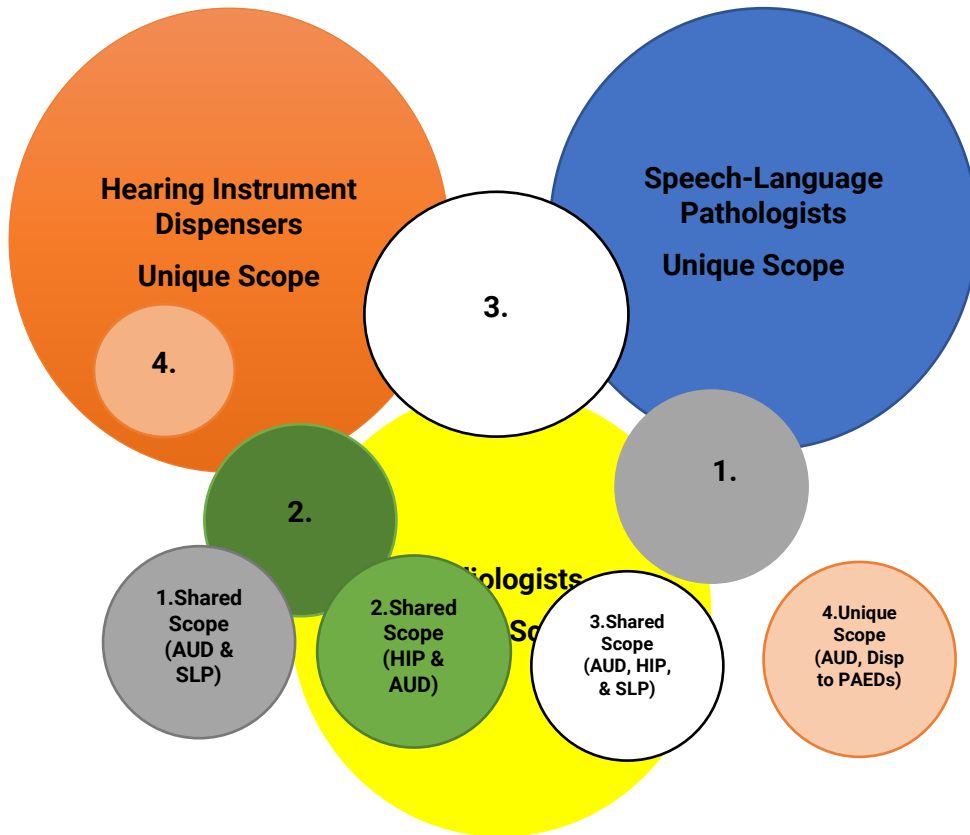 Hearing Instrument
Dispensers
Unique Scope
Speech-Language
Pathologists
Unique Scope
3.
4.
1.
2.
1.Shared
Scope
(AUD &
SLP)
2.Shared
Scope
(HIP &
AUD)
3.Shared
Scope
(AUD, HIP,
& SLP)
4.Unique
Scope
(AUD, Disp
to PAEDs)